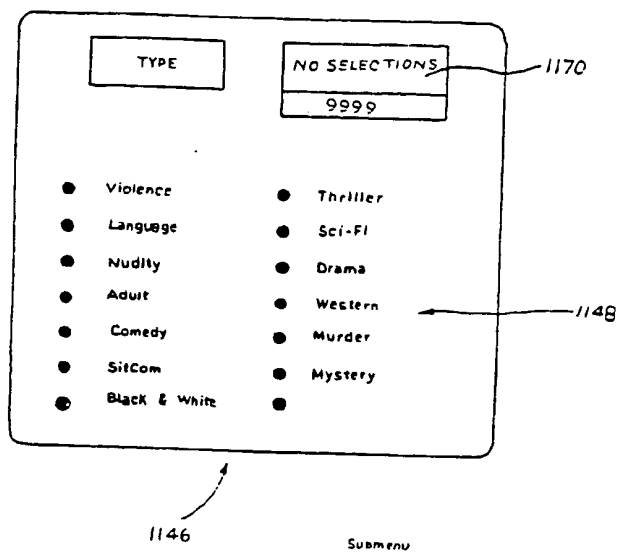 TYPE
NO SELECTIONS
1170
9999
Violence
Language
Nudity
Adult
Comedy
SitCom
Black & White
Thriller
Sci-Fi
Drama
Western
Murder
Mystery
1148
1146
Submenu